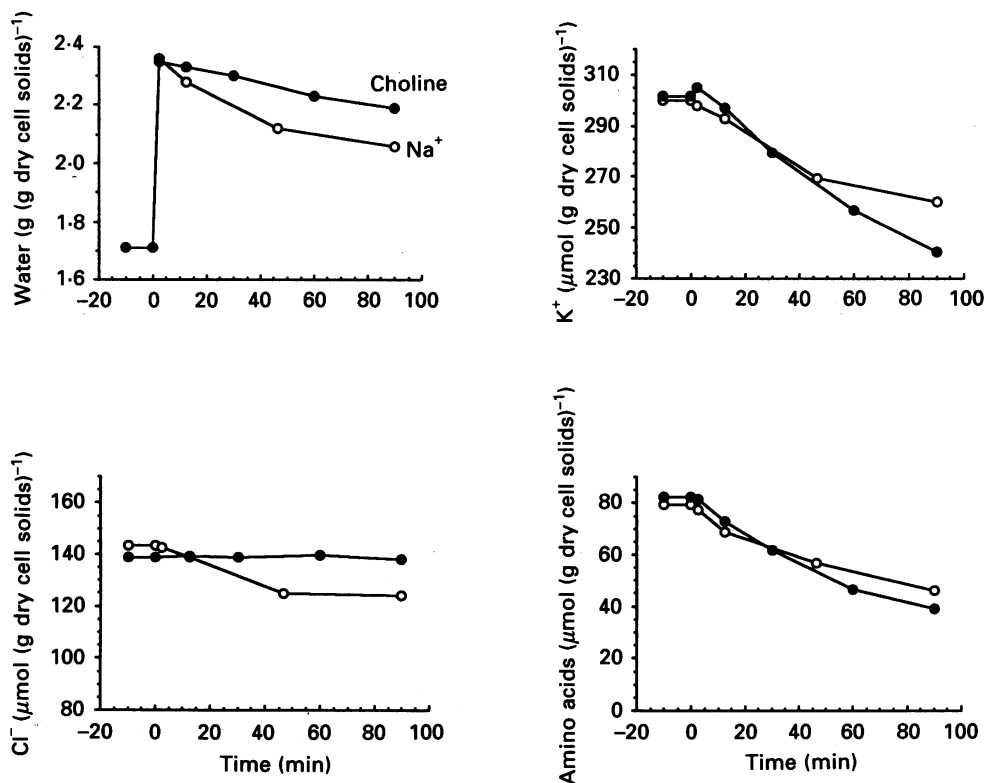 Water (g (g dry cell solids)⁻¹)
2·4
2·2
2·0
1·8
1·6
−20 0 20 40 60 80 100
Choline
Na⁺
K⁺ (μmol (g dry cell solids)⁻¹)
310
290
270
250
230
−20 0 20 40 60 80 100
Cl⁻ (μmol (g dry cell solids)⁻¹)
160
140
120
100
80
−20 0 20 40 60 80 100
Time (min)
Amino acids (μmol (g dry cell solids)⁻¹)
80
60
40
20
0
−20 0 20 40 60 80 100
Time (min)